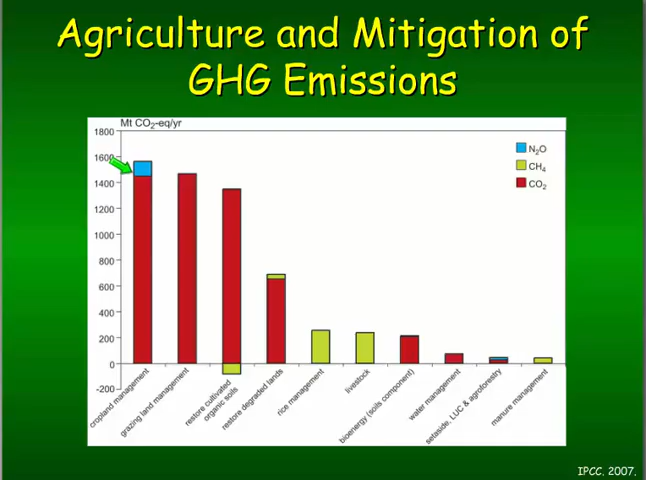 Agriculture and Mitigation of
GHG Emissions
Mt CO₂-eq/yr
1800
1600
1400
1200
1000
800
600
400
200
0
-200
N₂O
CH₄
CO₂
cropland management
grazing land management
restore cultivated
organic soils
restore degraded lands
rice management
livestock
bioenergy (soils component)
water management
setaside, LUC & agroforestry
manure management
IPCC. 2007.